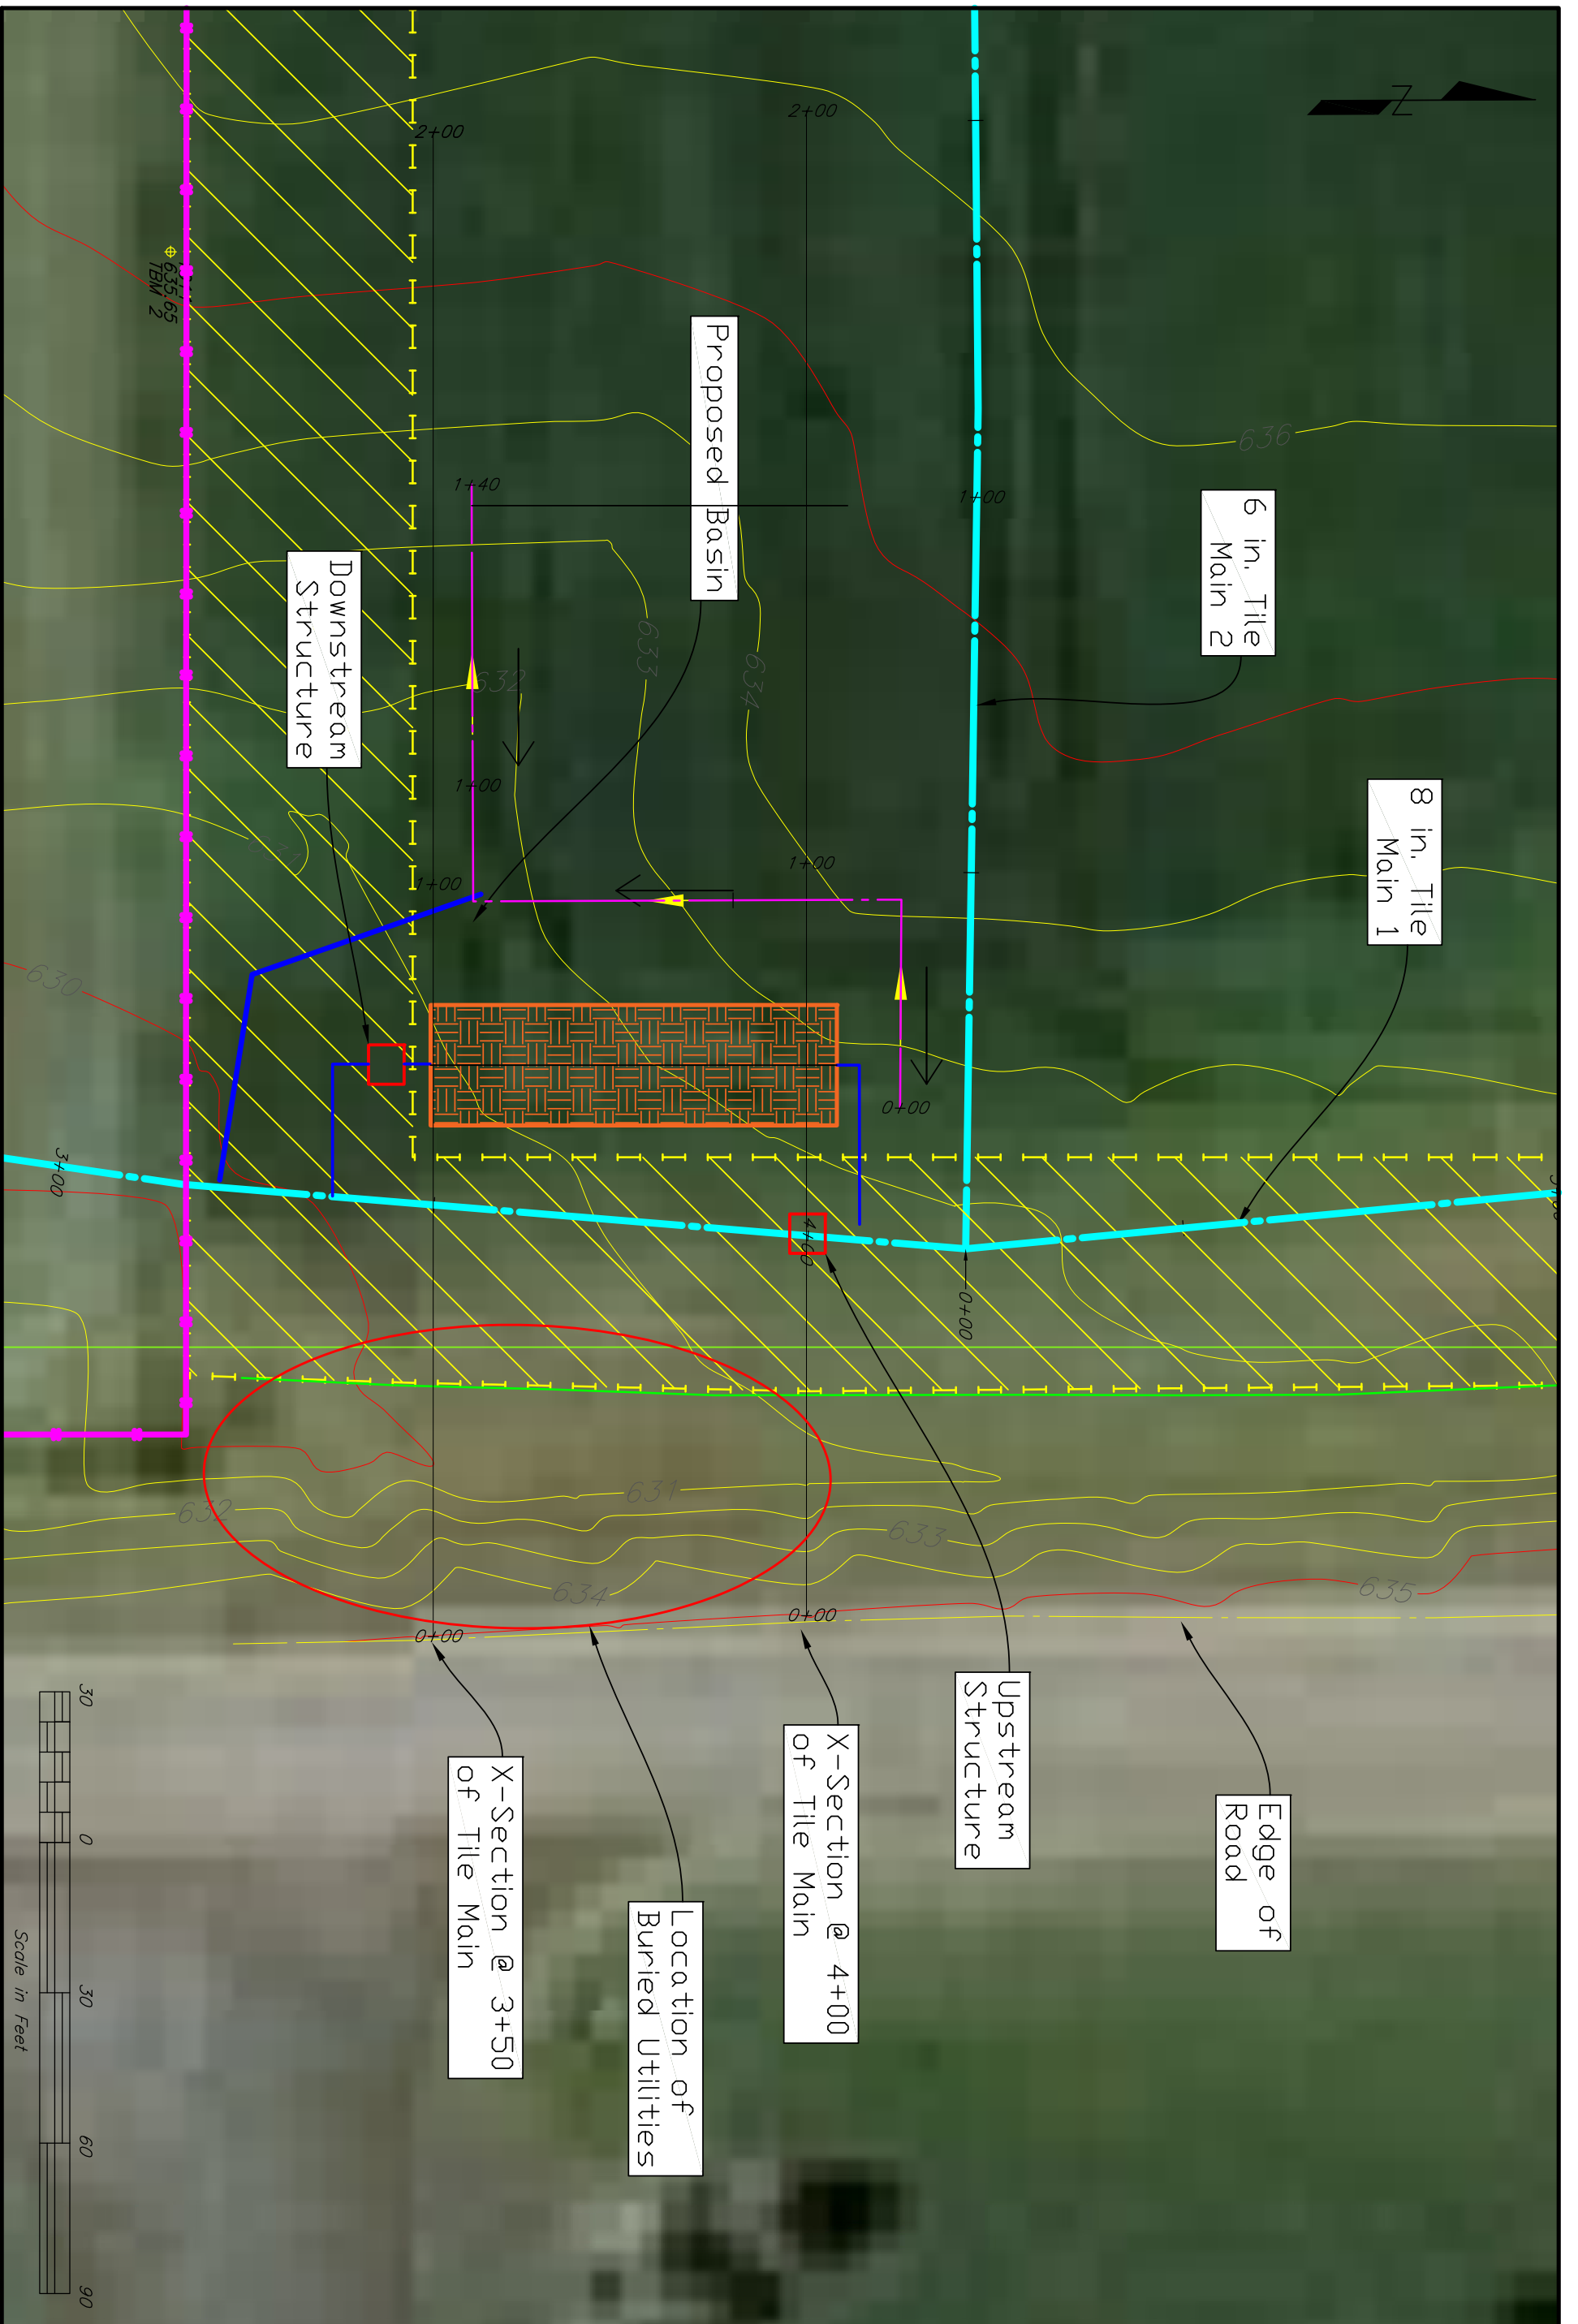 N
6 in. Tile
Main 2
8 in. Tile
Main 1
Proposed Basin
Downstream
Structure
Upstream
Structure
Edge of
Road
X-Section @ 4+00
of Tile Main
Location of
Buried Utilities
X-Section @ 3+50
of Tile Main
636
1+00
0+00
2+00
1+00
0+00
2+00
1+00
0+00
1+40
1+00
0+00
3+00
634
633
632
630
631
632
633
634
635
635.65
TBM 2
30
0
30
60
90
Scale in Feet